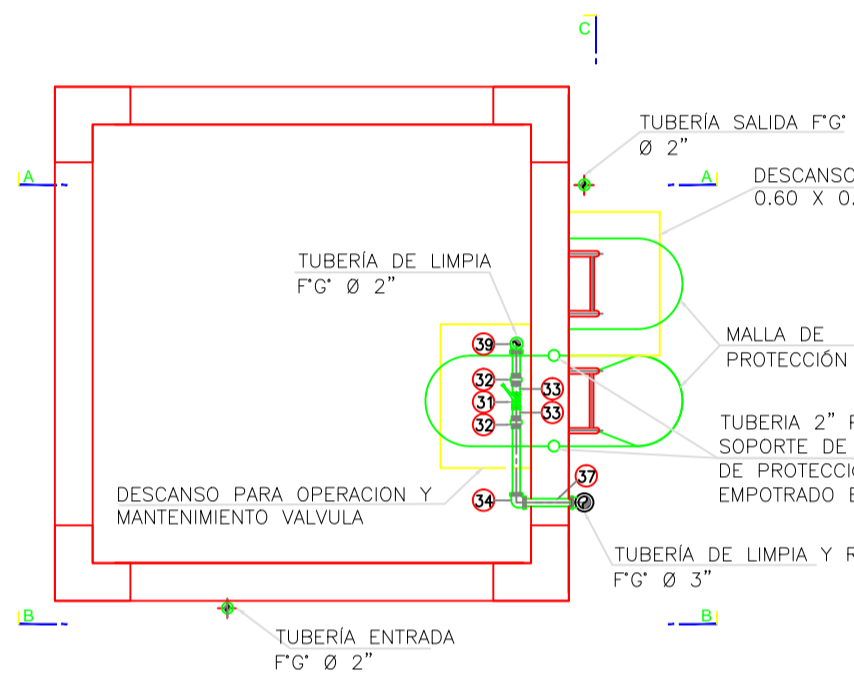 C
TUBERÍA SALIDA F°G°
Ø 2”
A
A
DESCANSO
0.60 X 0.
TUBERÍA DE LIMPIA
F°G° Ø 2”
MALLA DE
PROTECCIÓN
39
32
33
31
33
32
TUBERIA 2”
SOPORTE DE
DE
EMPOTRADO
37
34
DESCANSO PARA OPERACION Y
MANTENIMIENTO VALVULA
TUBERÍA DE LIMPIA Y
F°G° Ø 3”
B
B
TUBERÍA ENTRADA
F°G° Ø 2”